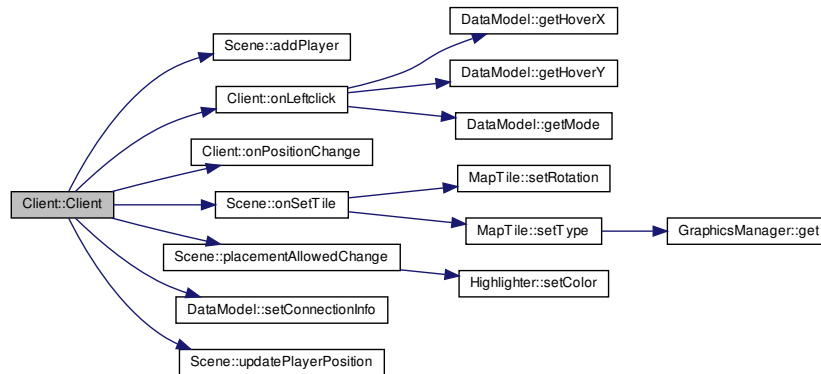 DataModel::getHoverX
Scene::addPlayer
DataModel::getHoverY
Client::onLeftclick
DataModel::getMode
Client::onPositionChange
MapTile::setRotation
Client::Client
Scene::onSetTile
MapTile::setType
GraphicsManager::get
Scene::placementAllowedChange
Highlighter::setColor
DataModel::setConnectionInfo
Scene::updatePlayerPosition